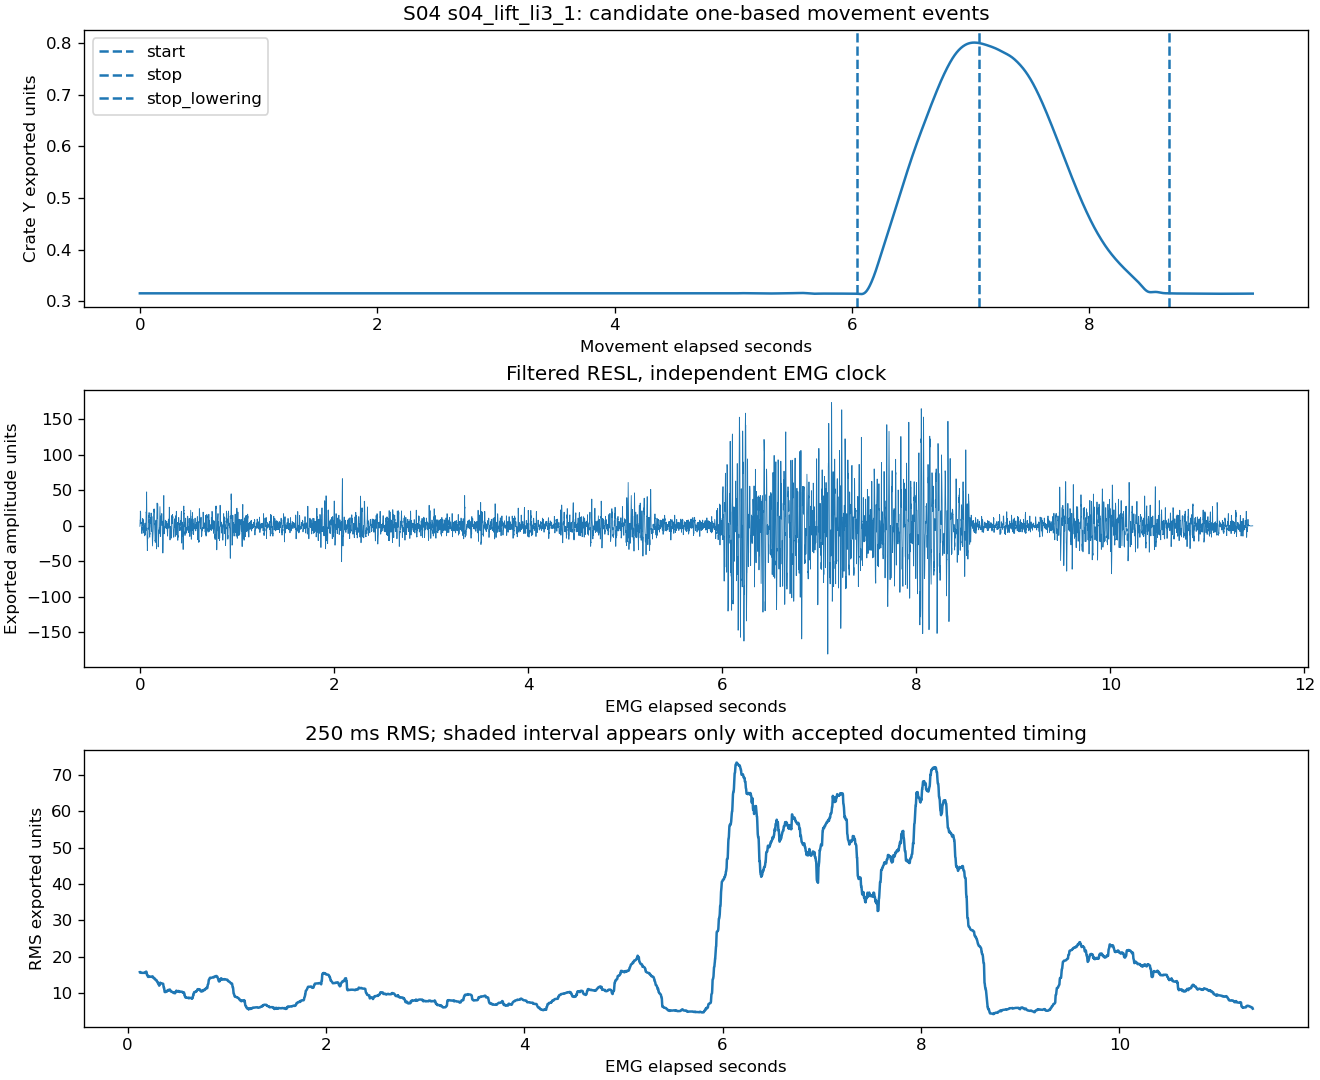 S04 s04_lift_li3_1: candidate one-based movement events
start
stop
stop_lowering
Crate Y exported units
0.8
0.7
0.6
0.5
0.4
0.3
0 2 4 6 8
Movement elapsed seconds
Filtered RESL, independent EMG clock
Exported amplitude units
150
100
50
0
−50
−100
−150
0 2 4 6 8 10 12
EMG elapsed seconds
250 ms RMS; shaded interval appears only with accepted documented timing
RMS exported units
70
60
50
40
30
20
10
0 2 4 6 8 10
EMG elapsed seconds